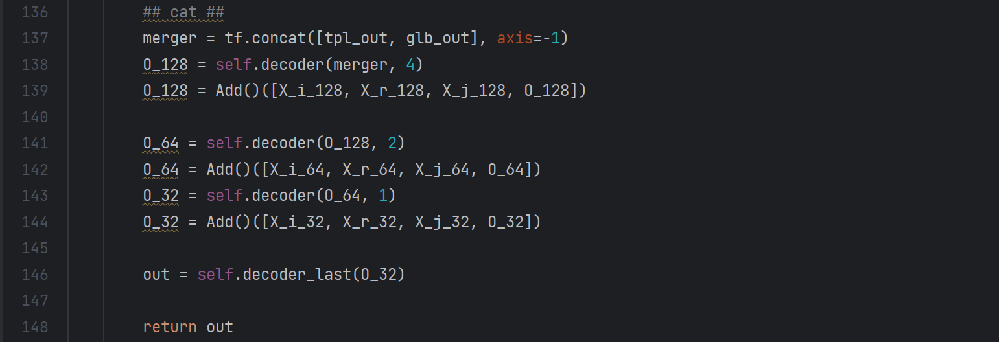 136 ## cat ##
137 merger = tf.concat([tpl_out, glb_out], axis=-1)
138 O_128 = self.decoder(merger, 4)
139 O_128 = Add()([X_i_128, X_r_128, X_j_128, O_128])
140
141 O_64 = self.decoder(O_128, 2)
142 O_64 = Add()([X_i_64, X_r_64, X_j_64, O_64])
143 O_32 = self.decoder(O_64, 1)
144 O_32 = Add()([X_i_32, X_r_32, X_j_32, O_32])
145
146 out = self.decoder_last(O_32)
147
148 return out